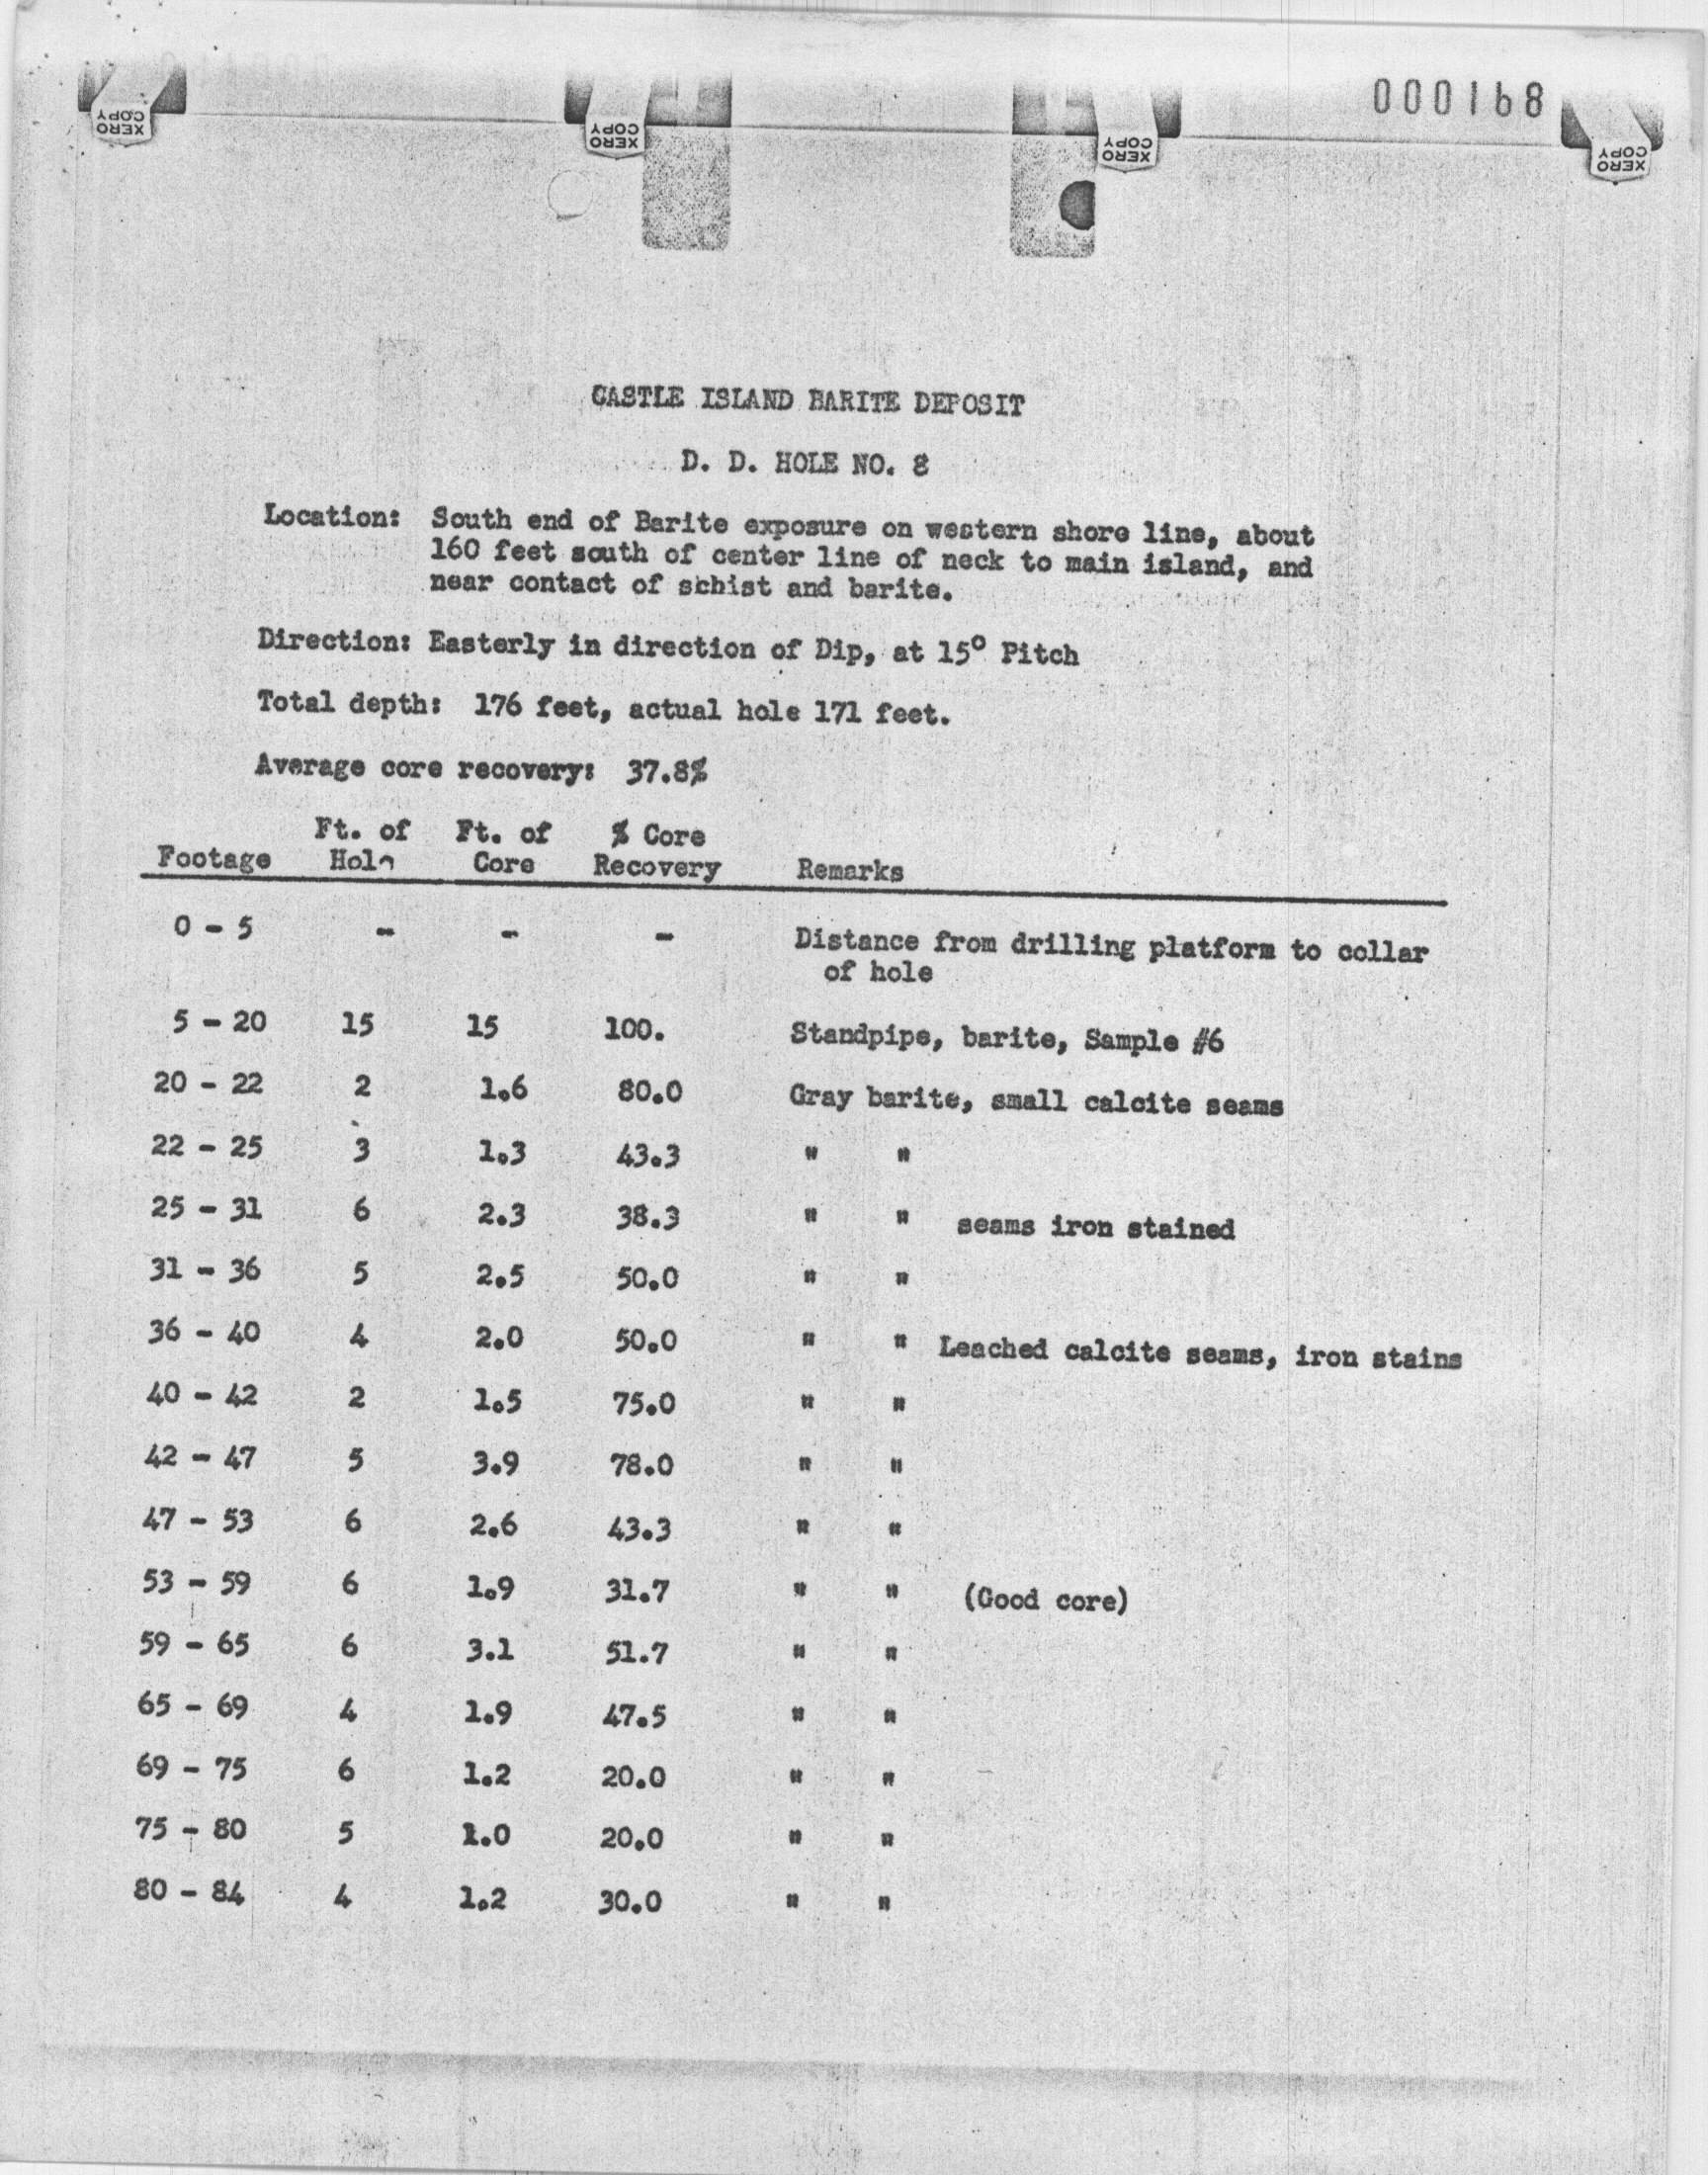 000168
XERO COPY
XERO COPY
XERO COPY
XERO COPY
CASTLE ISLAND BARITE DEPOSIT
D. D. HOLE NO. 8
Location: South end of Barite exposure on western shore line, about
160 feet south of center line of neck to main island, and
near contact of schist and barite.
Direction: Easterly in direction of Dip, at 15° Pitch
Total depth: 176 feet, actual hole 171 feet.
Average core recovery: 37.8%
Ft. of Ft. of % Core
Footage Hole Core Recovery Remarks
0 - 5 - - - Distance from drilling platform to collar
of hole
5 - 20 15 15 100. Standpipe, barite, Sample #6
20 - 22 2 1.6 80.0 Gray barite, small calcite seams
22 - 25 3 1.3 43.3 " "
25 - 31 6 2.3 38.3 " " seams iron stained
31 - 36 5 2.5 50.0 " "
36 - 40 4 2.0 50.0 " " Leached calcite seams, iron stains
40 - 42 2 1.5 75.0 " "
42 - 47 5 3.9 78.0 " "
47 - 53 6 2.6 43.3 " "
53 - 59 6 1.9 31.7 " " (Good core)
59 - 65 6 3.1 51.7 " "
65 - 69 4 1.9 47.5 " "
69 - 75 6 1.2 20.0 " "
75 - 80 5 1.0 20.0 " "
80 - 84 4 1.2 30.0 " "